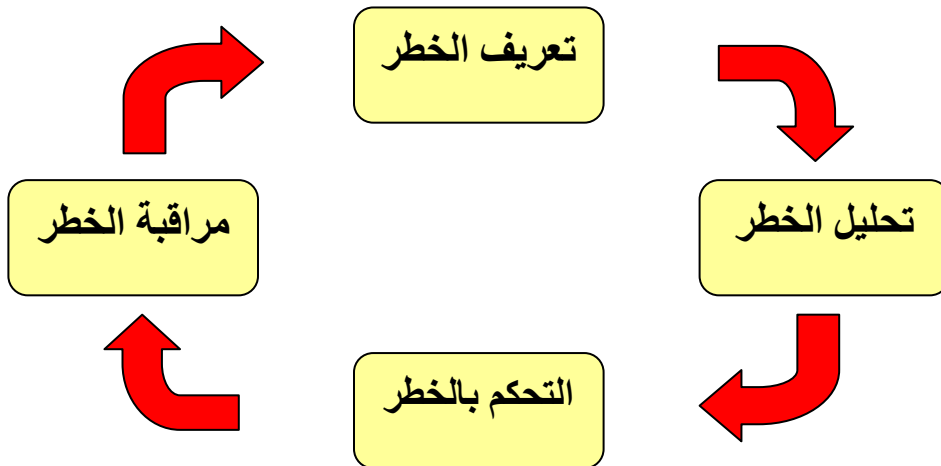 تعريف الخطر
تحليل الخطر
التحكم بالخطر
مراقبة الخطر